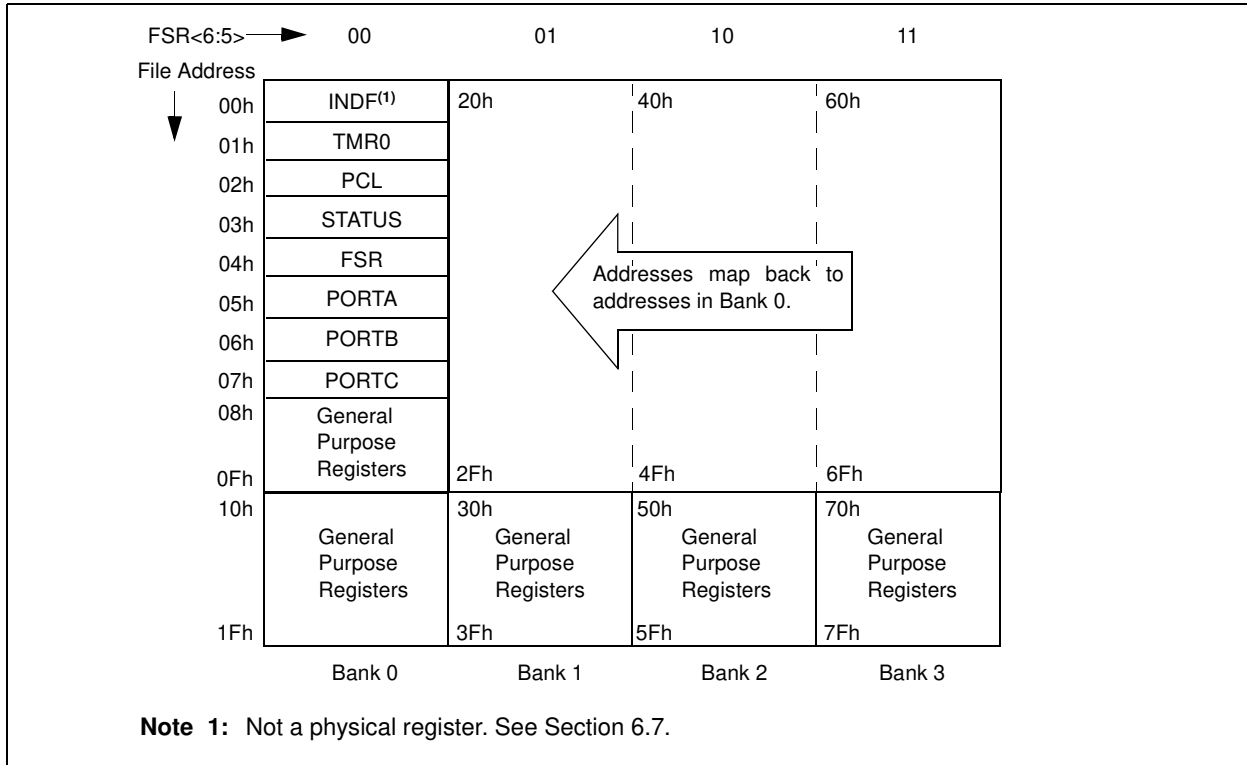 FSR<6:5> 00 01 10 11
File Address
00h INDF(1) 20h 40h 60h
01h TMR0
02h PCL
03h STATUS
04h FSR
05h PORTA
06h PORTB
07h PORTC
Addresses map back to
addresses in Bank 0.
08h General
Purpose
Registers
0Fh 2Fh 4Fh 6Fh
10h 30h 50h 70h
General General General General
Purpose Purpose Purpose Purpose
Registers Registers Registers Registers
1Fh 3Fh 5Fh 7Fh
Bank 0 Bank 1 Bank 2 Bank 3
Note 1: Not a physical register. See Section 6.7.